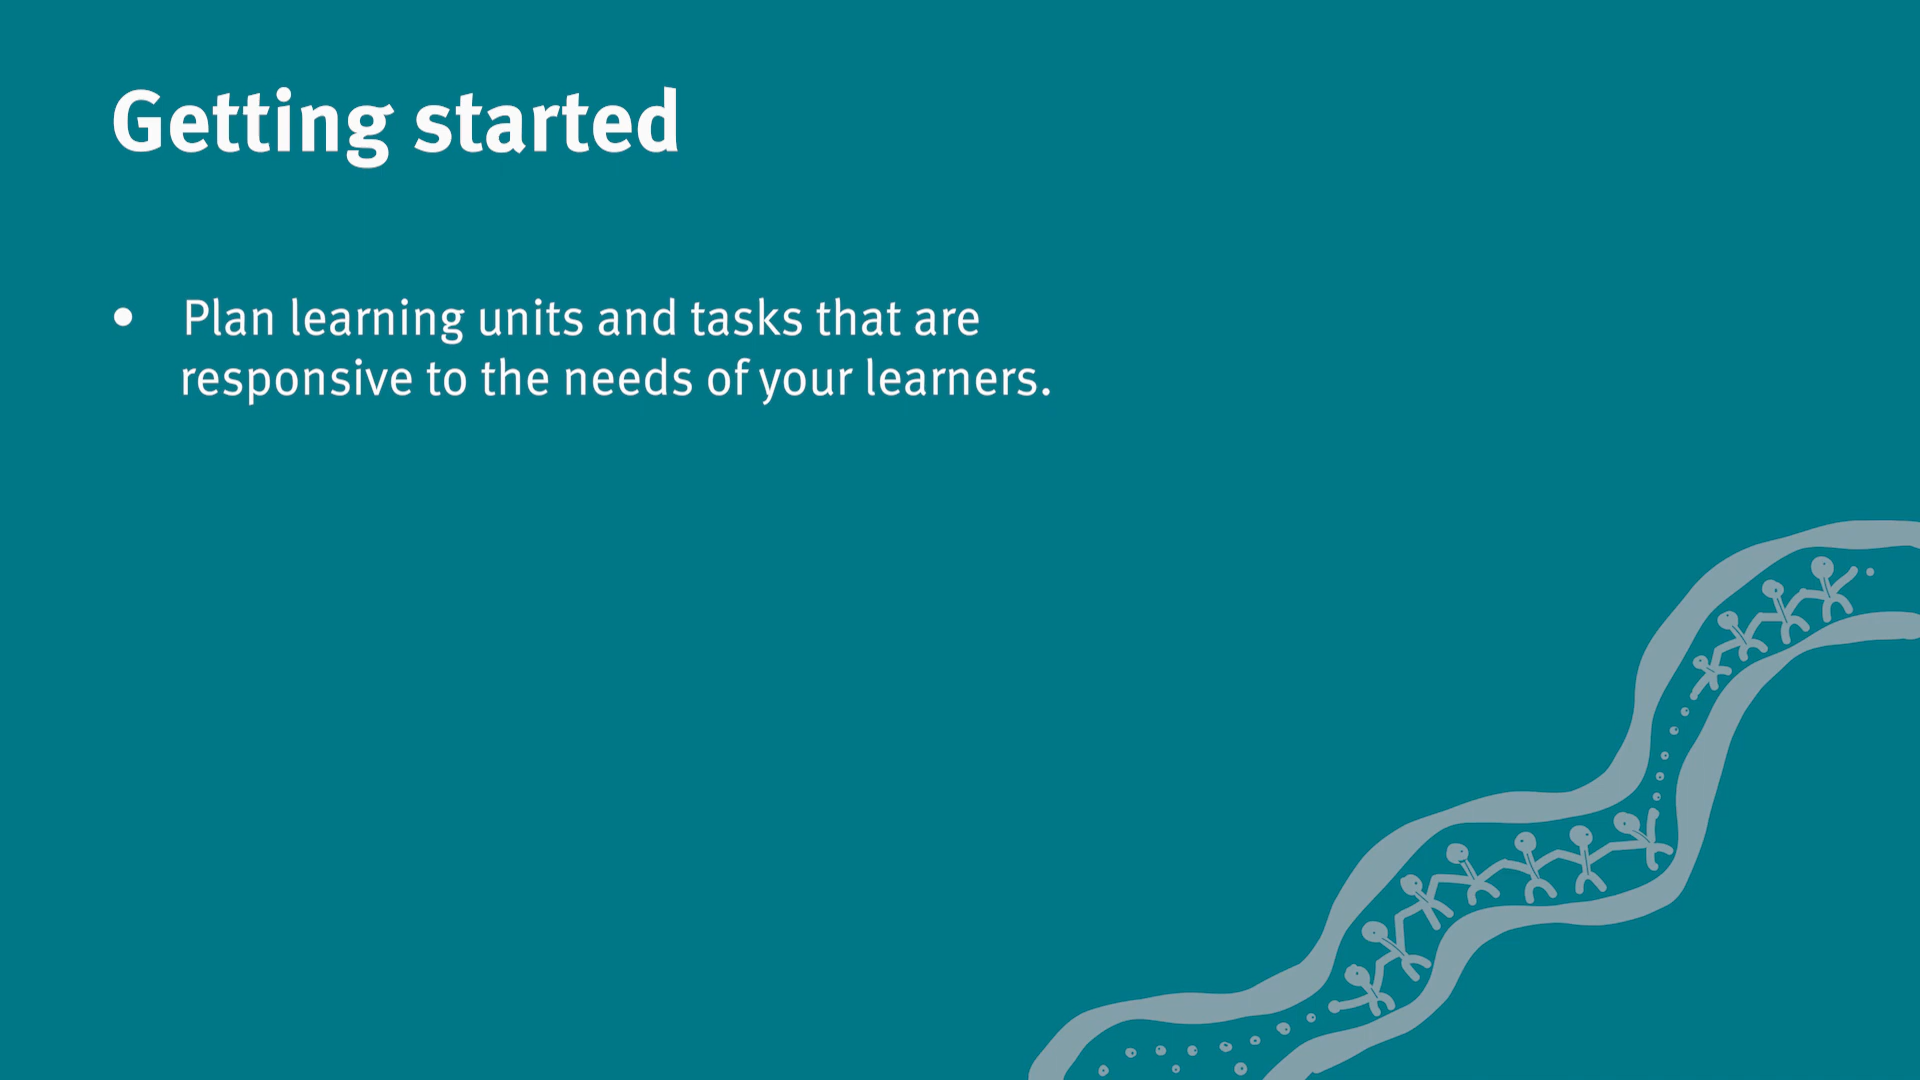 Getting started
• Plan learning units and tasks that are
responsive to the needs of your learners.